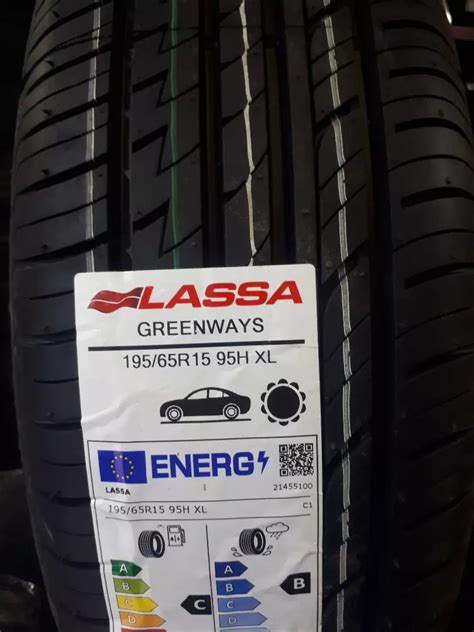 LASSA
GREENWAYS
195/65R15 95H XL
ENERG
LASSA
21455100
195/65R15 95H XL
C1
A
B
C
D
C
A
B
C
D
B